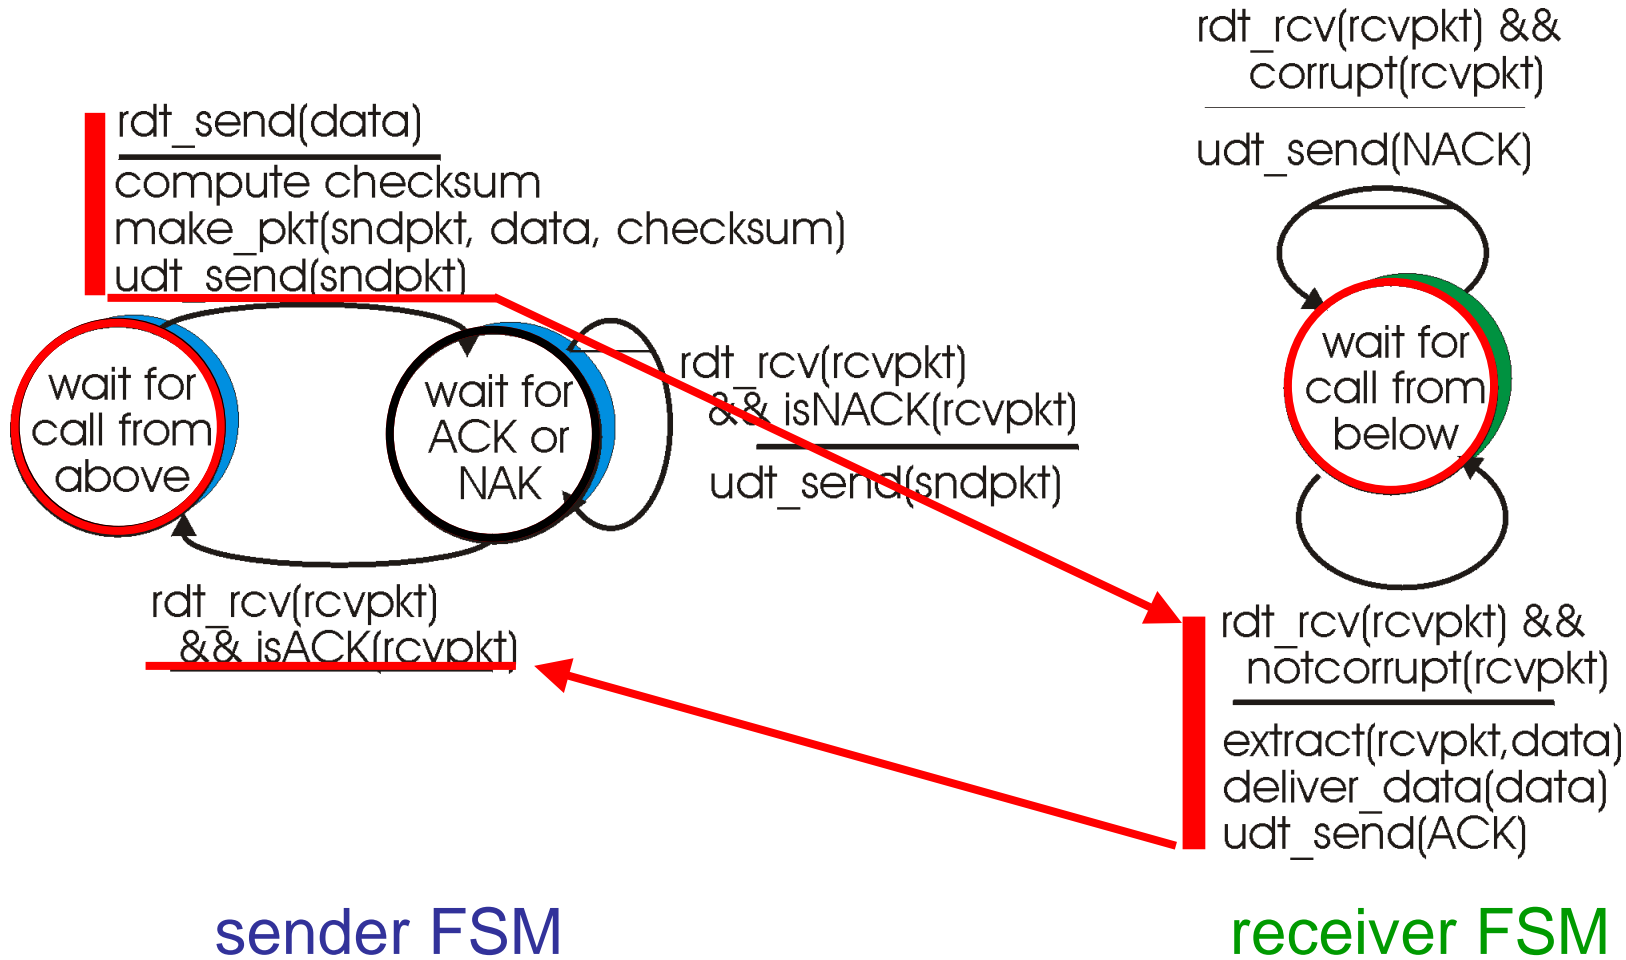 rdt_send(data)
compute checksum
make_pkt(sndpkt, data, checksum)
udt_send(sndpkt)
wait for
call from
above
wait for
ACK or
NAK
rdt_rcv(rcvpkt)
&& isNACK(rcvpkt)
udt_send(sndpkt)
rdt_rcv(rcvpkt)
&& isACK(rcvpkt)
sender FSM
rdt_rcv(rcvpkt) &&
corrupt(rcvpkt)
udt_send(NACK)
wait for
call from
below
rdt_rcv(rcvpkt) &&
notcorrupt(rcvpkt)
extract(rcvpkt,data)
deliver_data(data)
udt_send(ACK)
receiver FSM